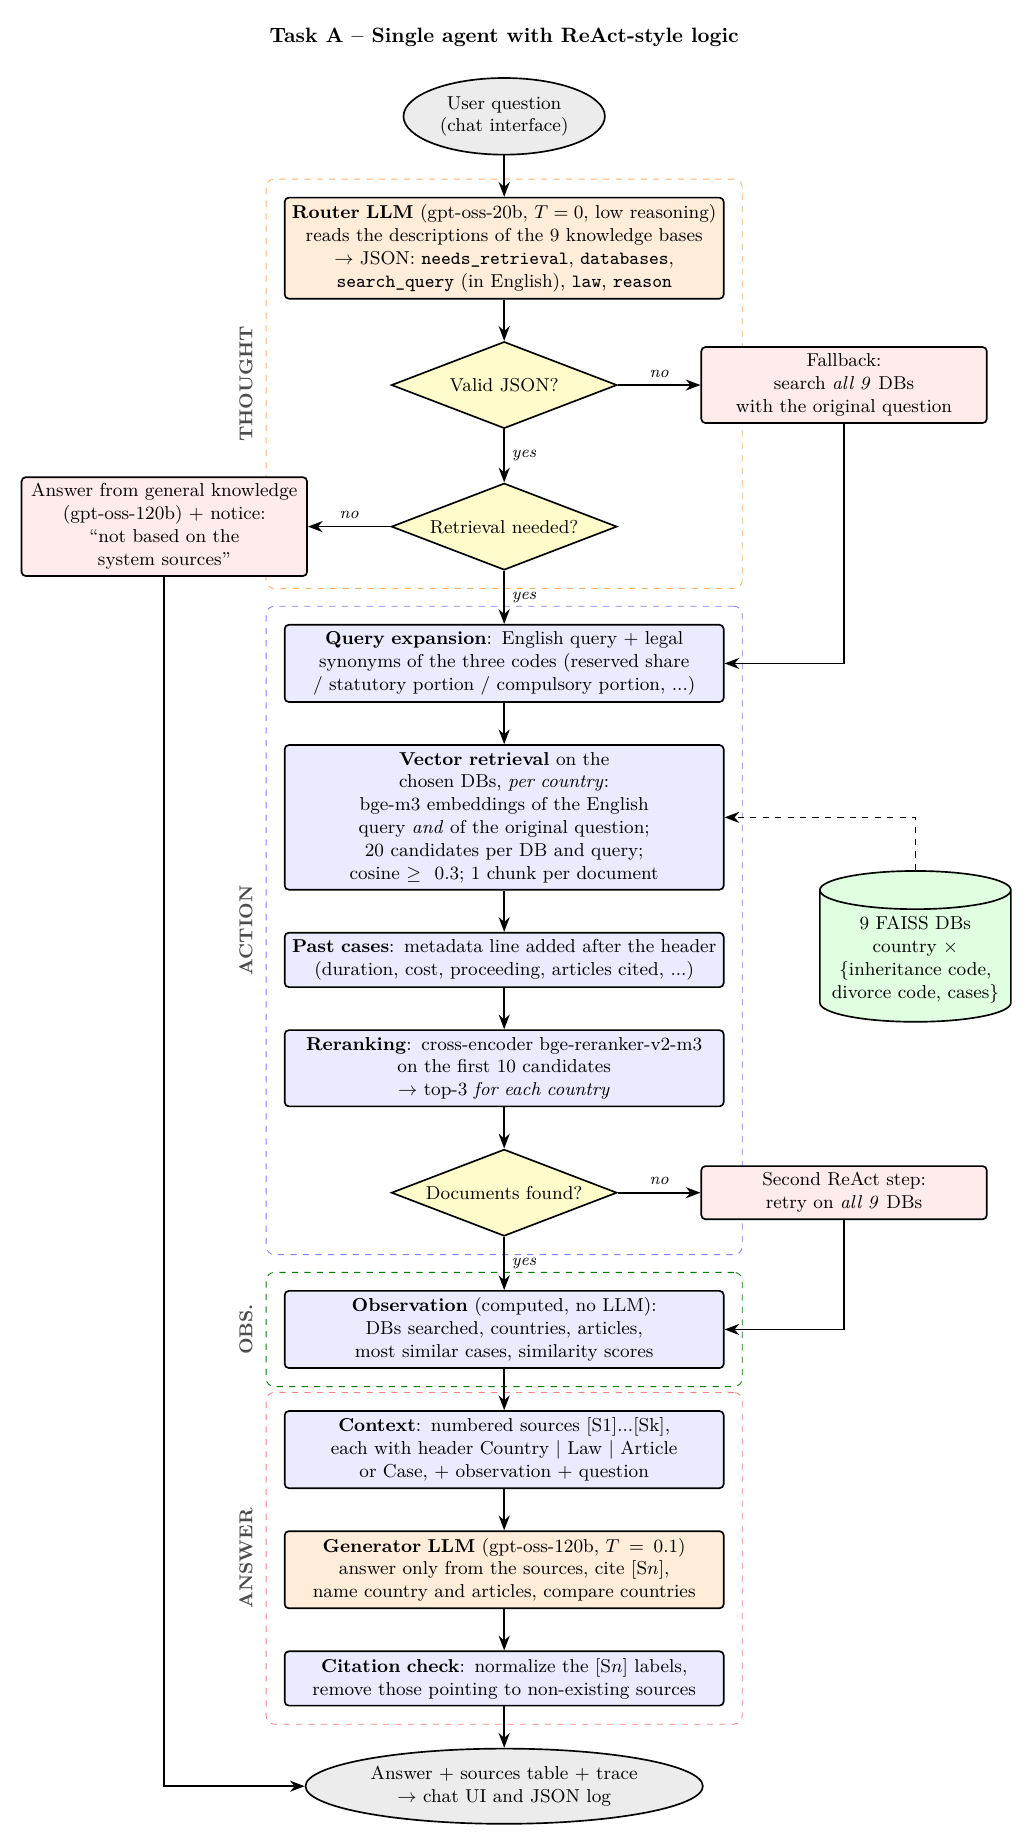 Task A – Single agent with ReAct-style logic
User question
(chat interface)
THOUGHT
Router LLM (gpt-oss-20b, T = 0, low reasoning)
reads the descriptions of the 9 knowledge bases
→ JSON: needs_retrieval, databases,
search_query (in English), law, reason
Valid JSON?
no
Fallback:
search all 9 DBs
with the original question
yes
Retrieval needed?
no
Answer from general knowledge
(gpt-oss-120b) + notice:
“not based on the
system sources”
yes
ACTION
Query expansion: English query + legal
synonyms of the three codes (reserved share
/ statutory portion / compulsory portion, ...)
Vector retrieval on the
chosen DBs, per country:
bge-m3 embeddings of the English
query and of the original question;
20 candidates per DB and query;
cosine ≥ 0.3; 1 chunk per document
9 FAISS DBs
country ×
{inheritance code,
divorce code, cases}
Past cases: metadata line added after the header
(duration, cost, proceeding, articles cited, ...)
Reranking: cross-encoder bge-reranker-v2-m3
on the first 10 candidates
→ top-3 for each country
Documents found?
no
Second ReAct step:
retry on all 9 DBs
yes
OBS.
Observation (computed, no LLM):
DBs searched, countries, articles,
most similar cases, similarity scores
ANSWER
Context: numbered sources [S1]...[Sk],
each with header Country | Law | Article
or Case, + observation + question
Generator LLM (gpt-oss-120b, T = 0.1)
answer only from the sources, cite [Sn],
name country and articles, compare countries
Citation check: normalize the [Sn] labels,
remove those pointing to non-existing sources
Answer + sources table + trace
→ chat UI and JSON log